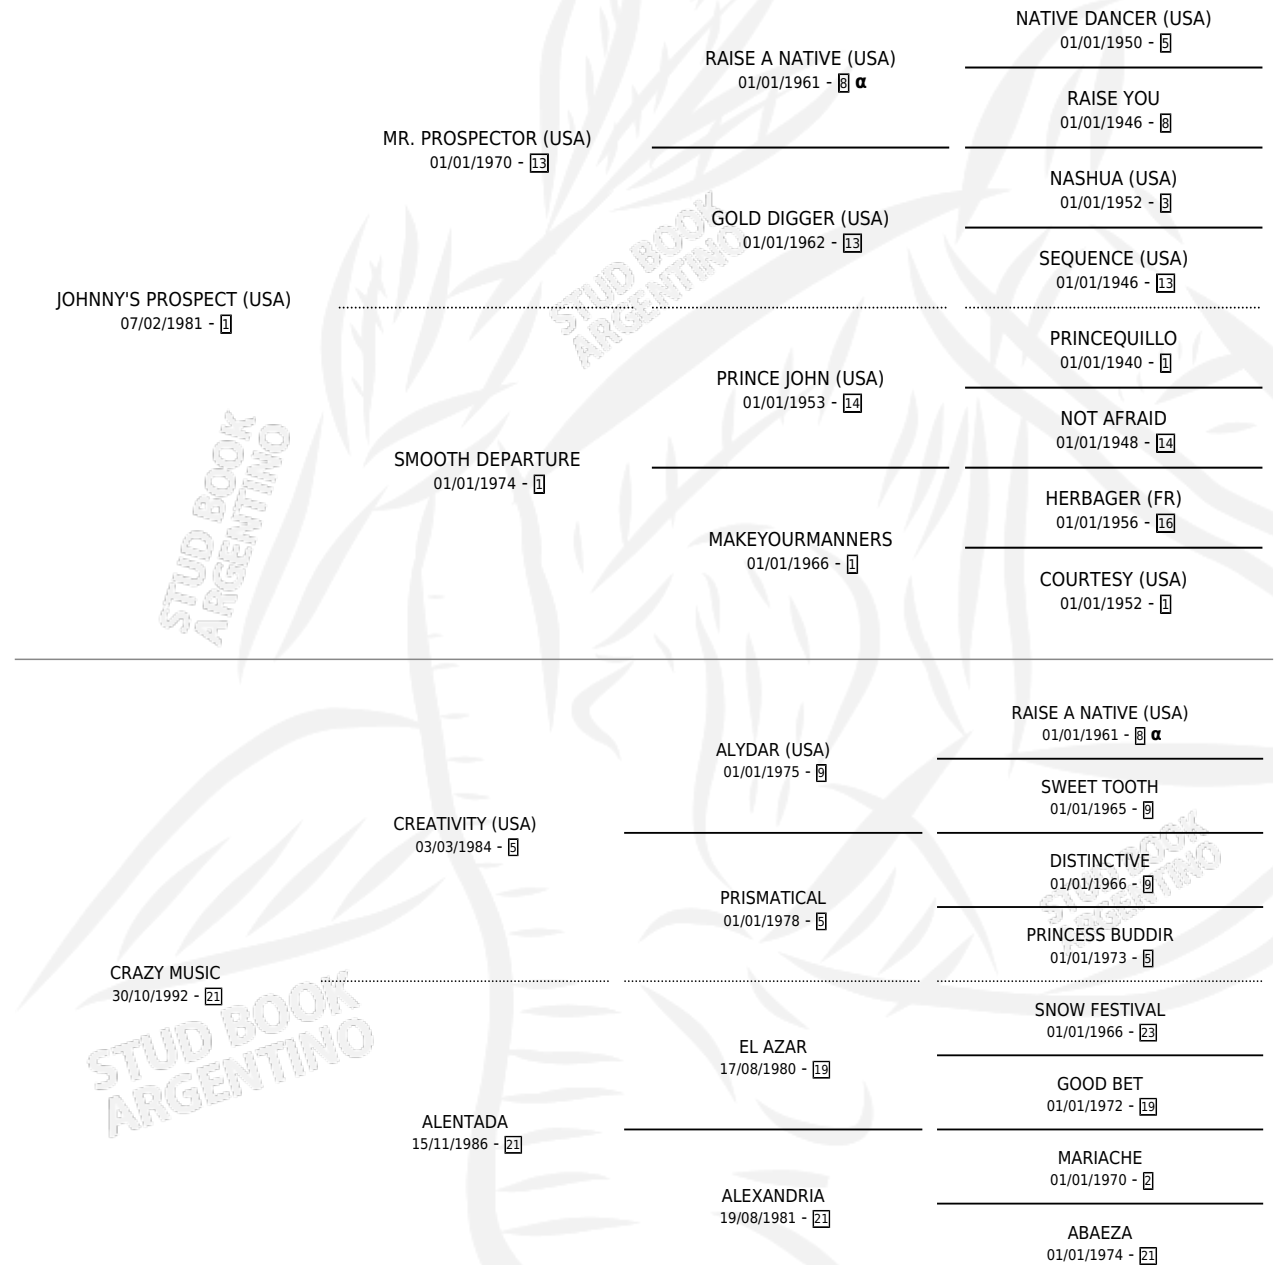 NATIVE DANCER (USA)
01/01/1950 - 5
RAISE A NATIVE (USA)
01/01/1961 - 8 α
RAISE YOU
01/01/1946 - 8
MR. PROSPECTOR (USA)
01/01/1970 - 13
NASHUA (USA)
01/01/1952 - 3
GOLD DIGGER (USA)
01/01/1962 - 13
SEQUENCE (USA)
01/01/1946 - 13
JOHNNY'S PROSPECT (USA)
07/02/1981 - 1
PRINCEQUILLO
01/01/1940 - 1
PRINCE JOHN (USA)
01/01/1953 - 14
NOT AFRAID
01/01/1948 - 14
SMOOTH DEPARTURE
01/01/1974 - 1
HERBAGER (FR)
01/01/1956 - 16
MAKEYOURMANNERS
01/01/1966 - 1
COURTESY (USA)
01/01/1952 - 1
RAISE A NATIVE (USA)
01/01/1961 - 8 α
ALYDAR (USA)
01/01/1975 - 9
SWEET TOOTH
01/01/1965 - 9
CREATIVITY (USA)
03/03/1984 - 5
DISTINCTIVE
01/01/1966 - 9
PRISMATICAL
01/01/1978 - 5
PRINCESS BUDDIR
01/01/1973 - 5
CRAZY MUSIC
30/10/1992 - 21
SNOW FESTIVAL
01/01/1966 - 23
EL AZAR
17/08/1980 - 19
GOOD BET
01/01/1972 - 19
ALENTADA
15/11/1986 - 21
MARIACHE
01/01/1970 - 2
ALEXANDRIA
19/08/1981 - 21
ABAEZA
01/01/1974 - 21
STUD BOOK
ARGENTINO
STUD BOOK
ARGENTINO
STUD BOOK
ARGENTINO
STUD BOOK
ARGENTINO